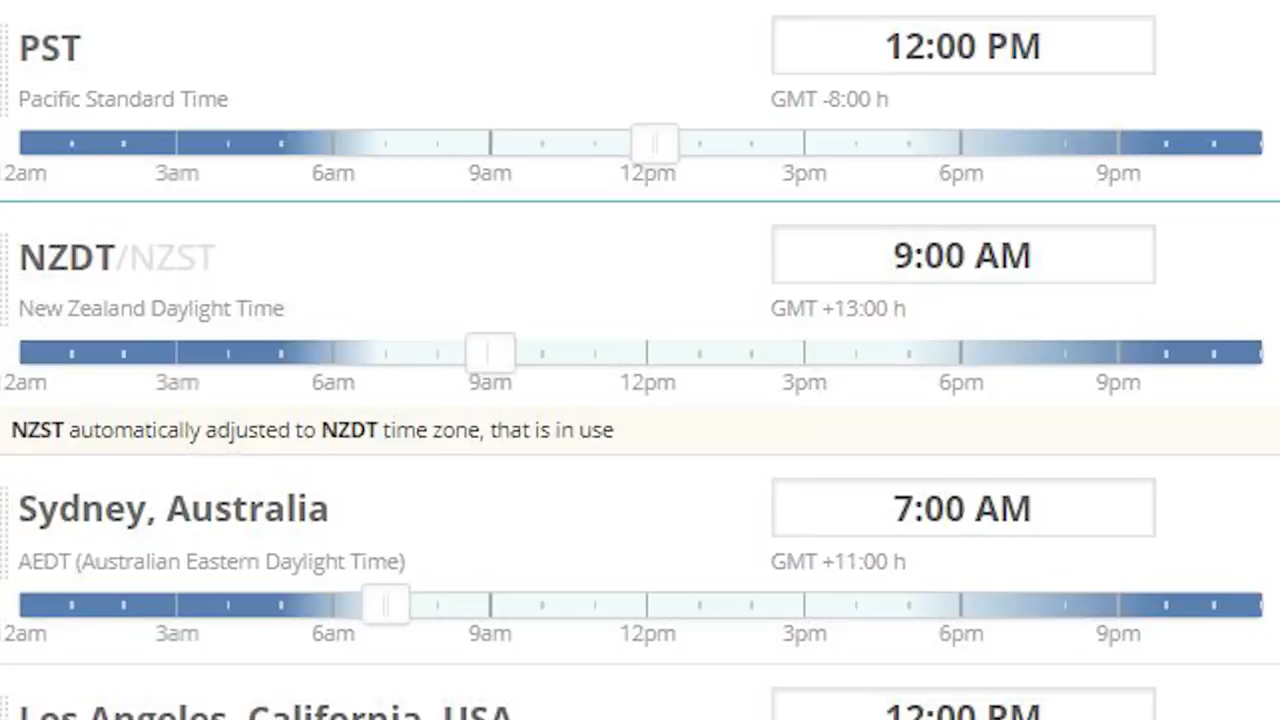 PST
12:00 PM
Pacific Standard Time
GMT -8:00 h
2am 3am 6am 9am 12pm 3pm 6pm 9pm
NZDT/NZST
9:00 AM
New Zealand Daylight Time
GMT +13:00 h
2am 3am 6am 9am 12pm 3pm 6pm 9pm
NZST automatically adjusted to NZDT time zone, that is in use
Sydney, Australia
7:00 AM
AEDT (Australian Eastern Daylight Time)
GMT +11:00 h
2am 3am 6am 9am 12pm 3pm 6pm 9pm
Los Angeles, California, USA
12:00 PM